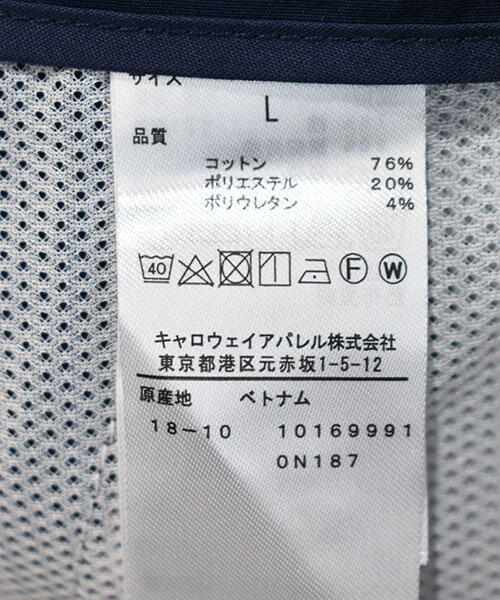 サイズ
L
品質
コットン 76%
ポリエステル 20%
ポリウレタン 4%
40 F W
キャロウェイアパレル株式会社
東京都港区元赤坂1-5-12
原産地 ベトナム
18-10 10169991
0N187